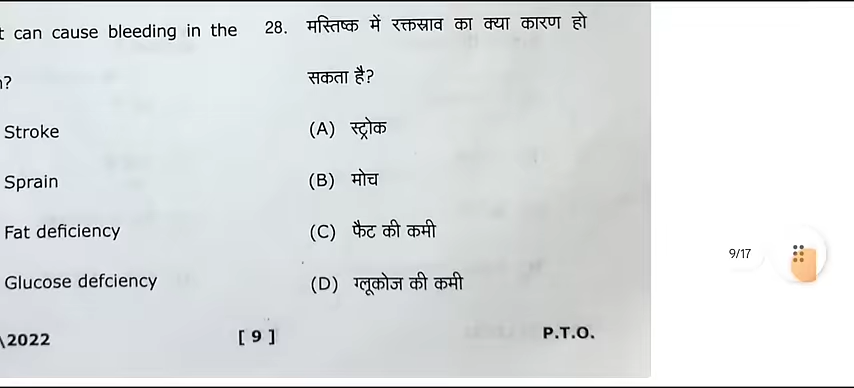 can cause bleeding in the
28. मस्तिष्क में रक्तस्राव का क्या कारण हो
?
सकता है?
Stroke
(A) स्ट्रोक
Sprain
(B) मोच
Fat deficiency
(C) फैट की कमी
Glucose defciency
(D) ग्लूकोज की कमी
\2022
[ 9 ]
P.T.O.
9/17